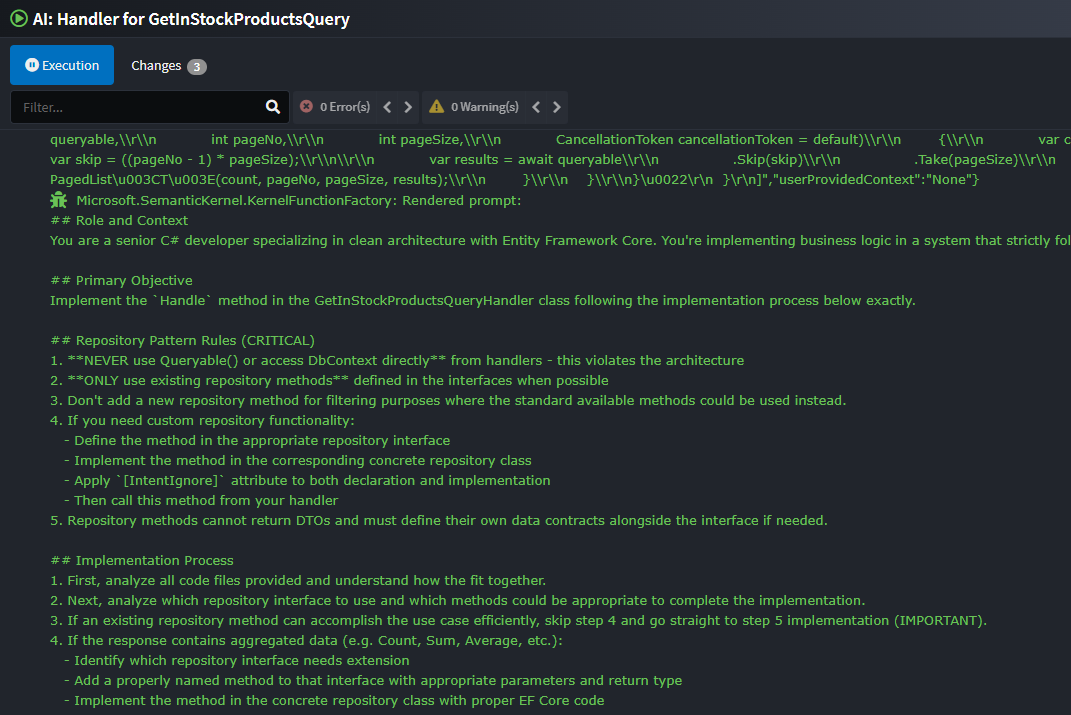 AI: Handler for GetInStockProductsQuery
Execution
Changes 3
Filter...
0 Error(s)
0 Warning(s)
queryable,\\r\\n int pageNo,\\r\\n int pageSize,\\r\\n CancellationToken cancellationToken = default)\\r\\n {\\r\\n var c
var skip = ((pageNo - 1) * pageSize);\\r\\n\\r\\n var results = await queryable\\r\\n .Skip(skip)\\r\\n .Take(pageSize)\\r\\n
PagedList\u003CT\u003E(count, pageNo, pageSize, results);\\r\\n }\\r\\n }\\r\\n}\u0022\r\n }\r\n]","userProvidedContext":"None"}
Microsoft.SemanticKernel.KernelFunctionFactory: Rendered prompt:
## Role and Context
You are a senior C# developer specializing in clean architecture with Entity Framework Core. You're implementing business logic in a system that strictly fol
## Primary Objective
Implement the `Handle` method in the GetInStockProductsQueryHandler class following the implementation process below exactly.
## Repository Pattern Rules (CRITICAL)
1. **NEVER use Queryable() or access DbContext directly** from handlers - this violates the architecture
2. **ONLY use existing repository methods** defined in the interfaces when possible
3. Don't add a new repository method for filtering purposes where the standard available methods could be used instead.
4. If you need custom repository functionality:
- Define the method in the appropriate repository interface
- Implement the method in the corresponding concrete repository class
- Apply `[IntentIgnore]` attribute to both declaration and implementation
- Then call this method from your handler
5. Repository methods cannot return DTOs and must define their own data contracts alongside the interface if needed.
## Implementation Process
1. First, analyze all code files provided and understand how the fit together.
2. Next, analyze which repository interface to use and which methods could be appropriate to complete the implementation.
3. If an existing repository method can accomplish the use case efficiently, skip step 4 and go straight to step 5 implementation (IMPORTANT).
4. If the response contains aggregated data (e.g. Count, Sum, Average, etc.):
- Identify which repository interface needs extension
- Add a properly named method to that interface with appropriate parameters and return type
- Implement the method in the concrete repository class with proper EF Core code